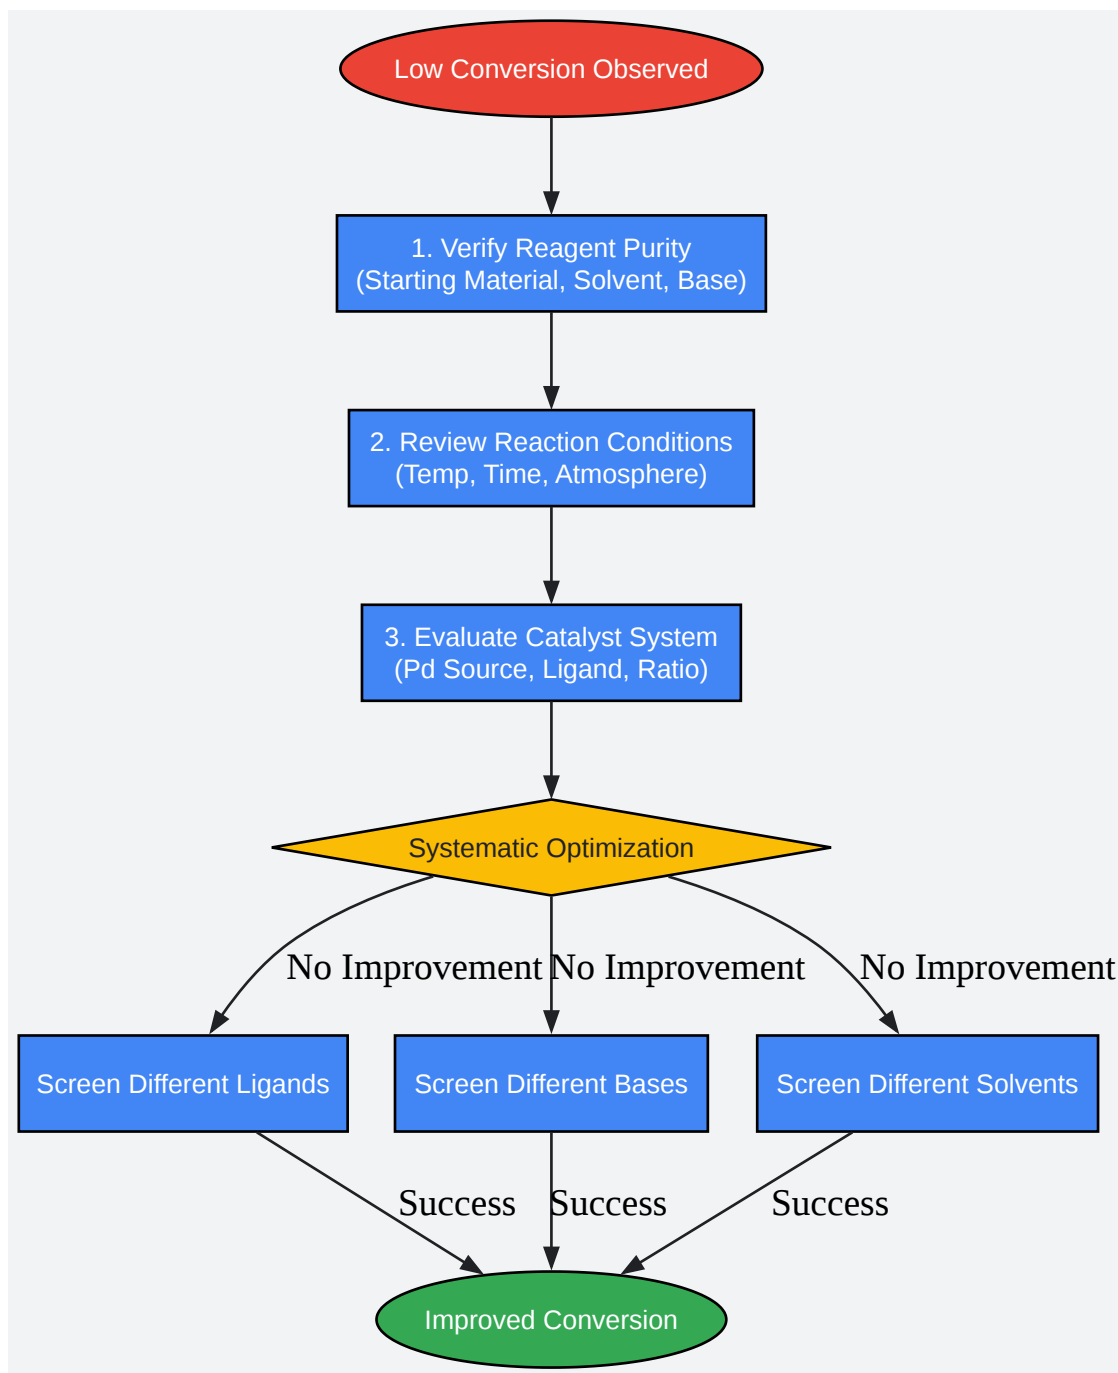 Low Conversion Observed
1. Verify Reagent Purity
(Starting Material, Solvent, Base)
2. Review Reaction Conditions
(Temp, Time, Atmosphere)
3. Evaluate Catalyst System
(Pd Source, Ligand, Ratio)
Systematic Optimization
No Improvement
No Improvement
No Improvement
Screen Different Ligands
Screen Different Bases
Screen Different Solvents
Success
Success
Success
Improved Conversion